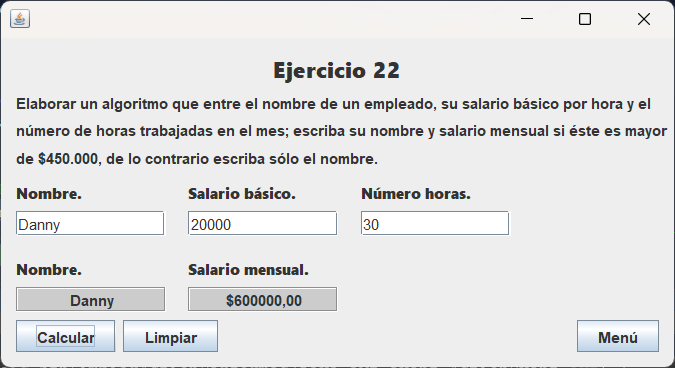 Ejercicio 22
Elaborar un algoritmo que entre el nombre de un empleado, su salario básico por hora y el
número de horas trabajadas en el mes; escriba su nombre y salario mensual si éste es mayor
de $450.000, de lo contrario escriba sólo el nombre.
Nombre. Salario básico. Número horas.
Danny 20000 30
Nombre. Salario mensual.
Danny $600000,00
Calcular Limpiar Menú